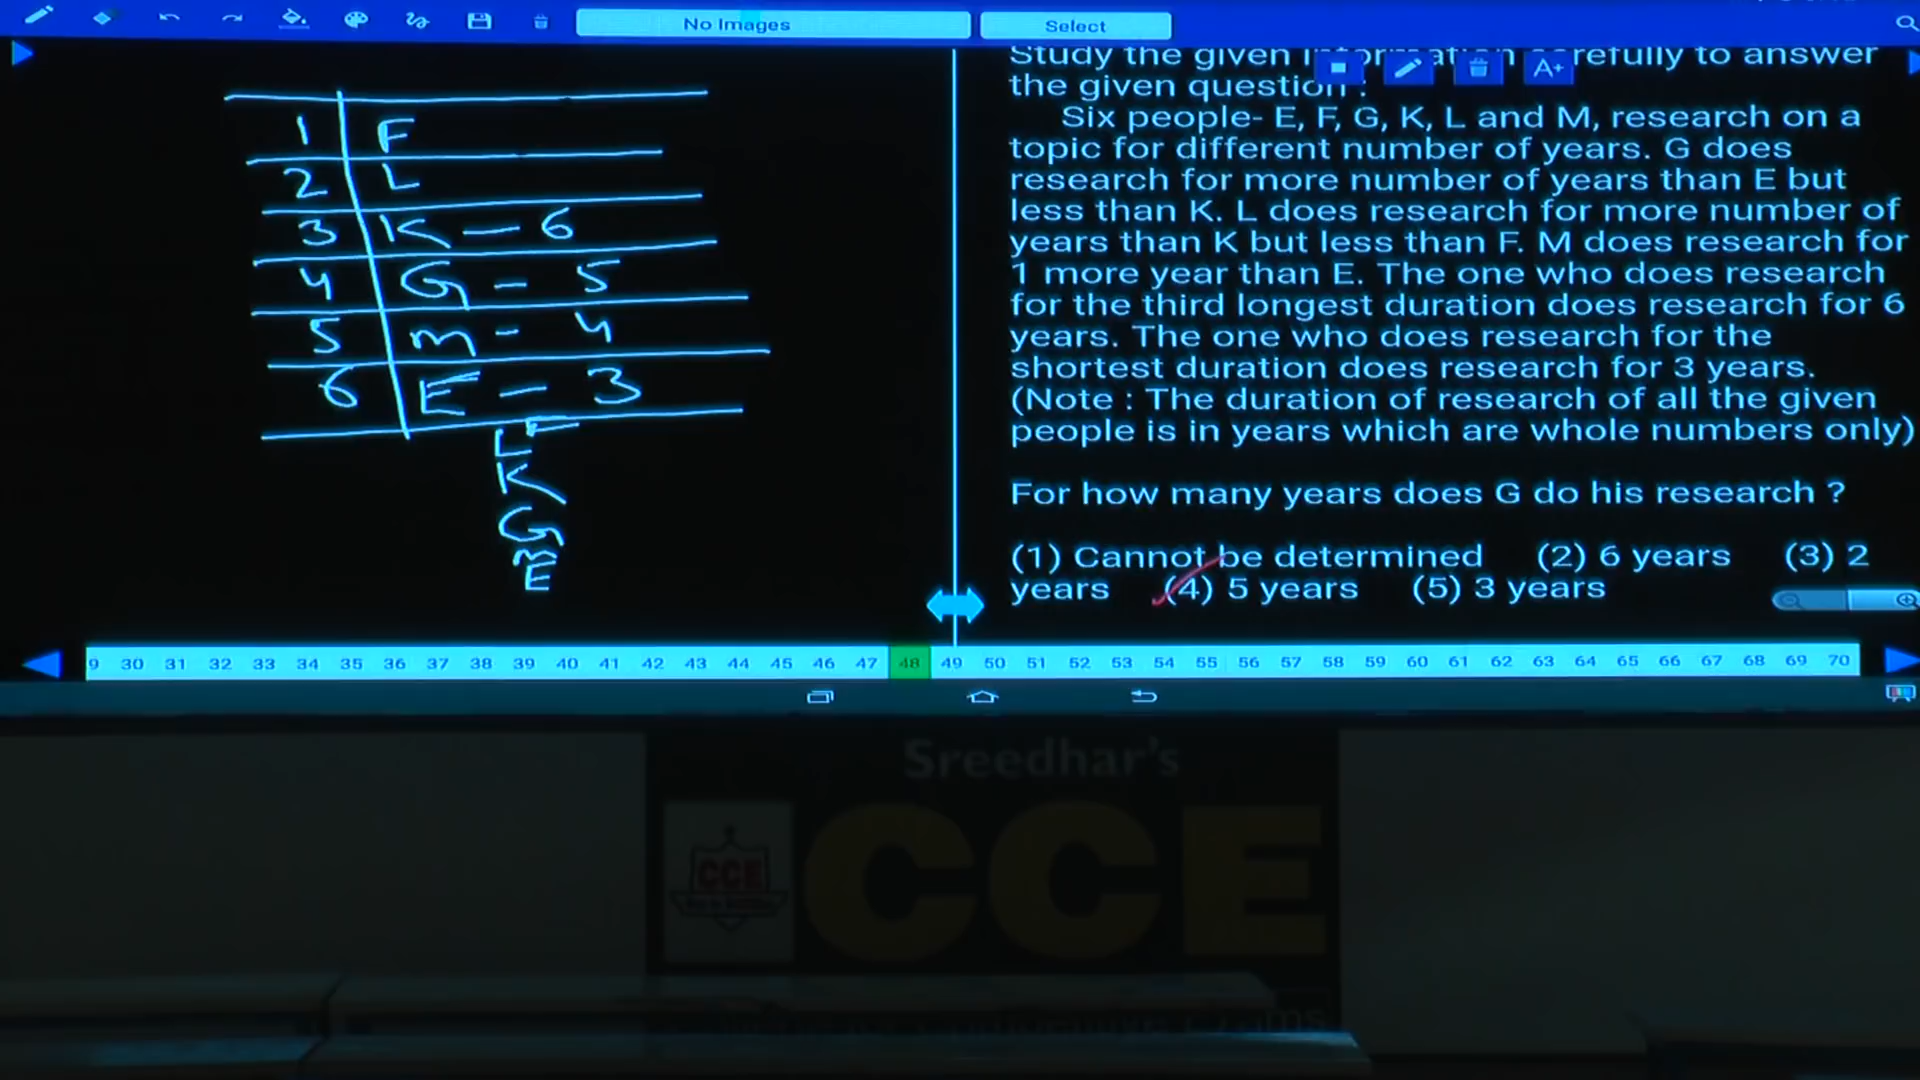 No Images
Select
Study the given information carefully to answer
the given question :
Six people- E, F, G, K, L and M, research on a
topic for different number of years. G does
research for more number of years than E but
less than K. L does research for more number of
years than K but less than F. M does research for
1 more year than E. The one who does research
for the third longest duration does research for 6
years. The one who does research for the
shortest duration does research for 3 years.
(Note : The duration of research of all the given
people is in years which are whole numbers only)
For how many years does G do his research ?
(1) Cannot be determined (2) 6 years (3) 2
years (4) 5 years (5) 3 years
A+
1 F
2 L
3 K - 6
4 G - 5
5 M - 4
6 E - 3
F
L
K
G
M
E
9 30 31 32 33 34 35 36 37 38 39 40 41 42 43 44 45 46 47 48 49 50 51 52 53 54 55 56 57 58 59 60 61 62 63 64 65 66 67 68 69 70
Sreedhar's
CCE
CCE